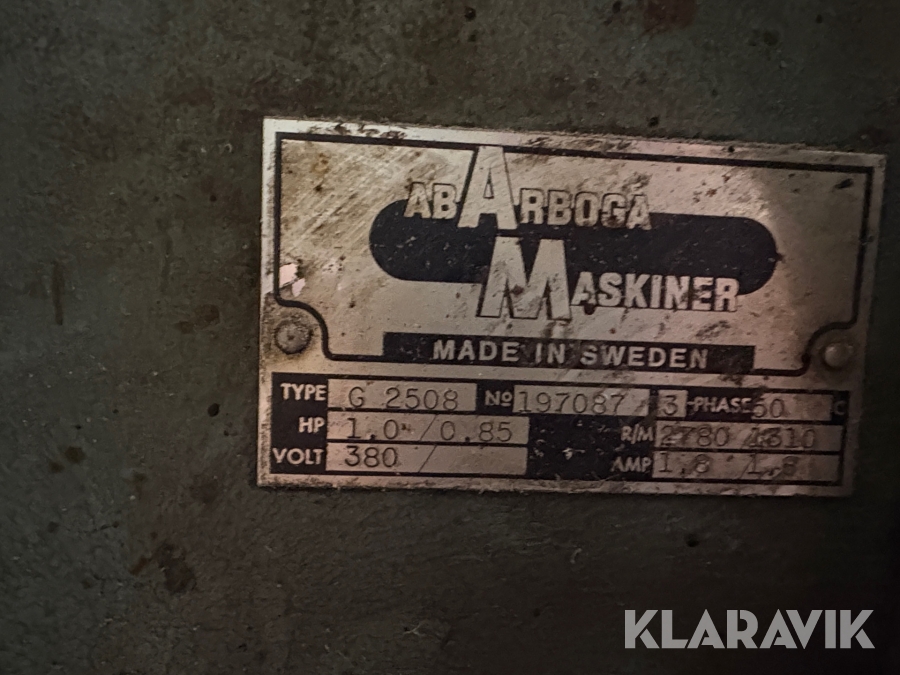 AB ARBOGA
MASKINER
MADE IN SWEDEN
TYPE G 2508 Nº 197087 3 -PHASE 50 C
HP 1.0 / 0.85 R/M 2780 / 1310
VOLT 380 / AMP 1,8 / 1,8
KLARAVIK